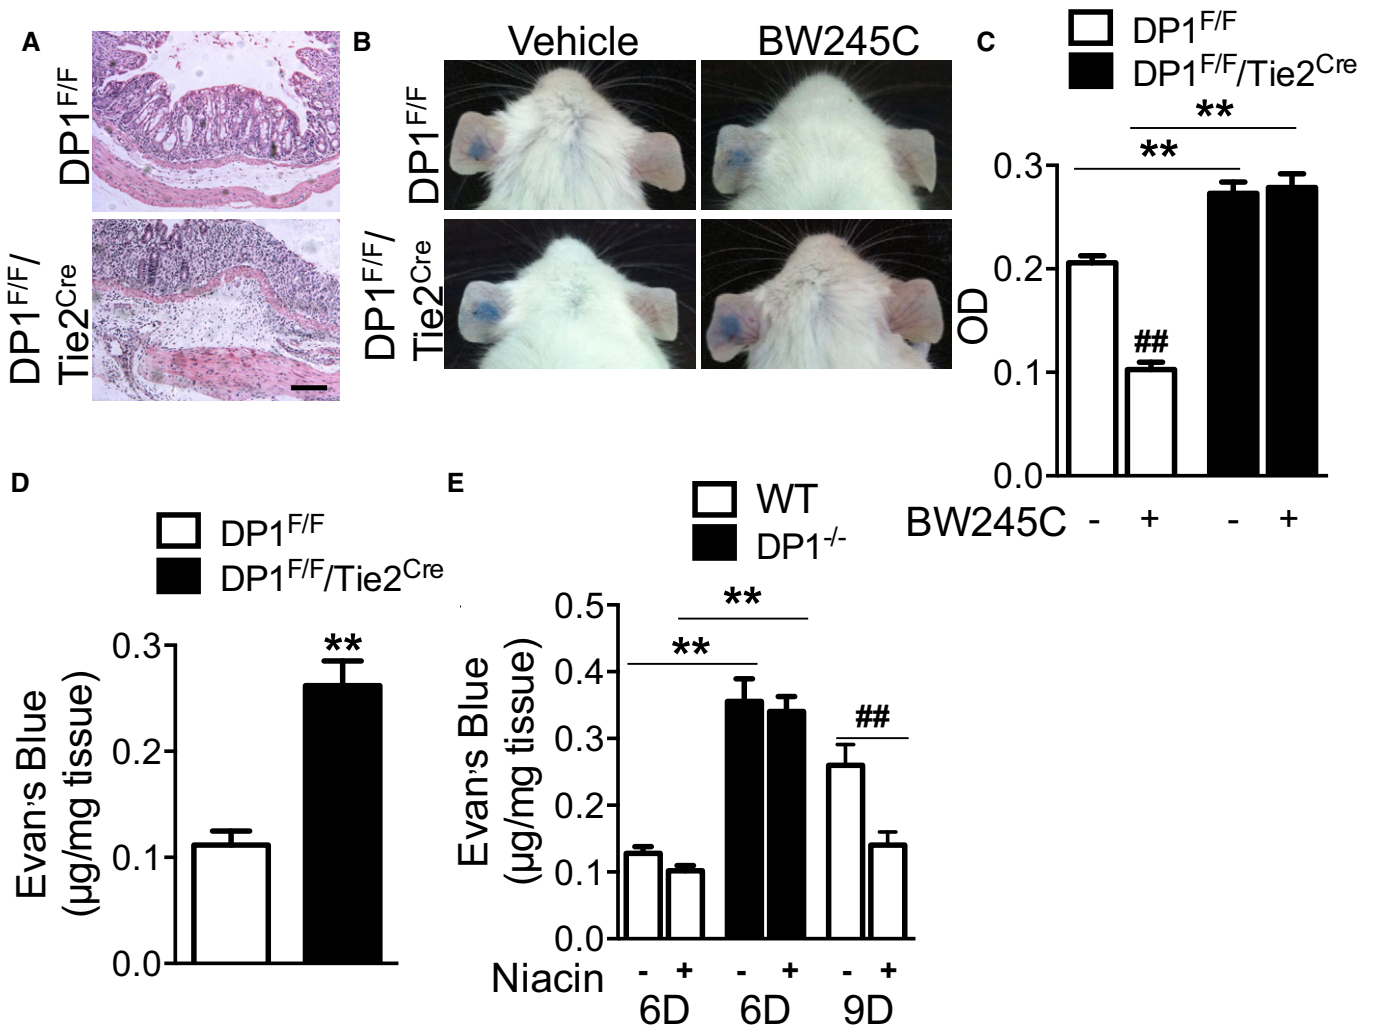 A
DP1F/F
DP1F/F/
Tie2Cre
B
Vehicle
BW245C
DP1F/F
DP1F/F/
Tie2Cre
C
DP1F/F
DP1F/F/Tie2Cre
**
**
0.3
0.2
0.1
0.0
OD
##
BW245C - + - +
D
DP1F/F
DP1F/F/Tie2Cre
0.3
0.2
0.1
0.0
Evan's Blue
(µg/mg tissue)
**
E
WT
DP1-/-
0.5
0.4
0.3
0.2
0.1
0.0
Evan's Blue
(µg/mg tissue)
**
**
##
Niacin - + - + - +
6D 6D 9D